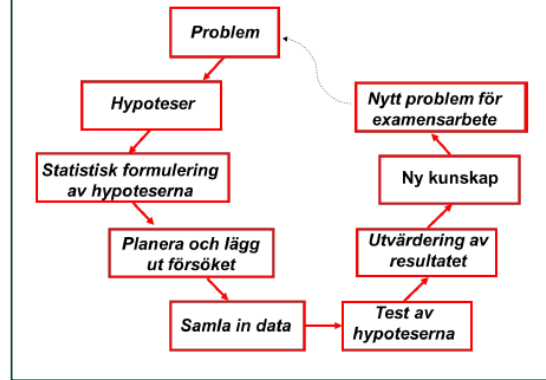 Problem
Hypoteser
Statistisk formulering
av hypoteserna
Planera och lägg
ut försöket
Samla in data
Test av
hypoteserna
Utvärdering av
resultatet
Ny kunskap
Nytt problem för
examensarbete